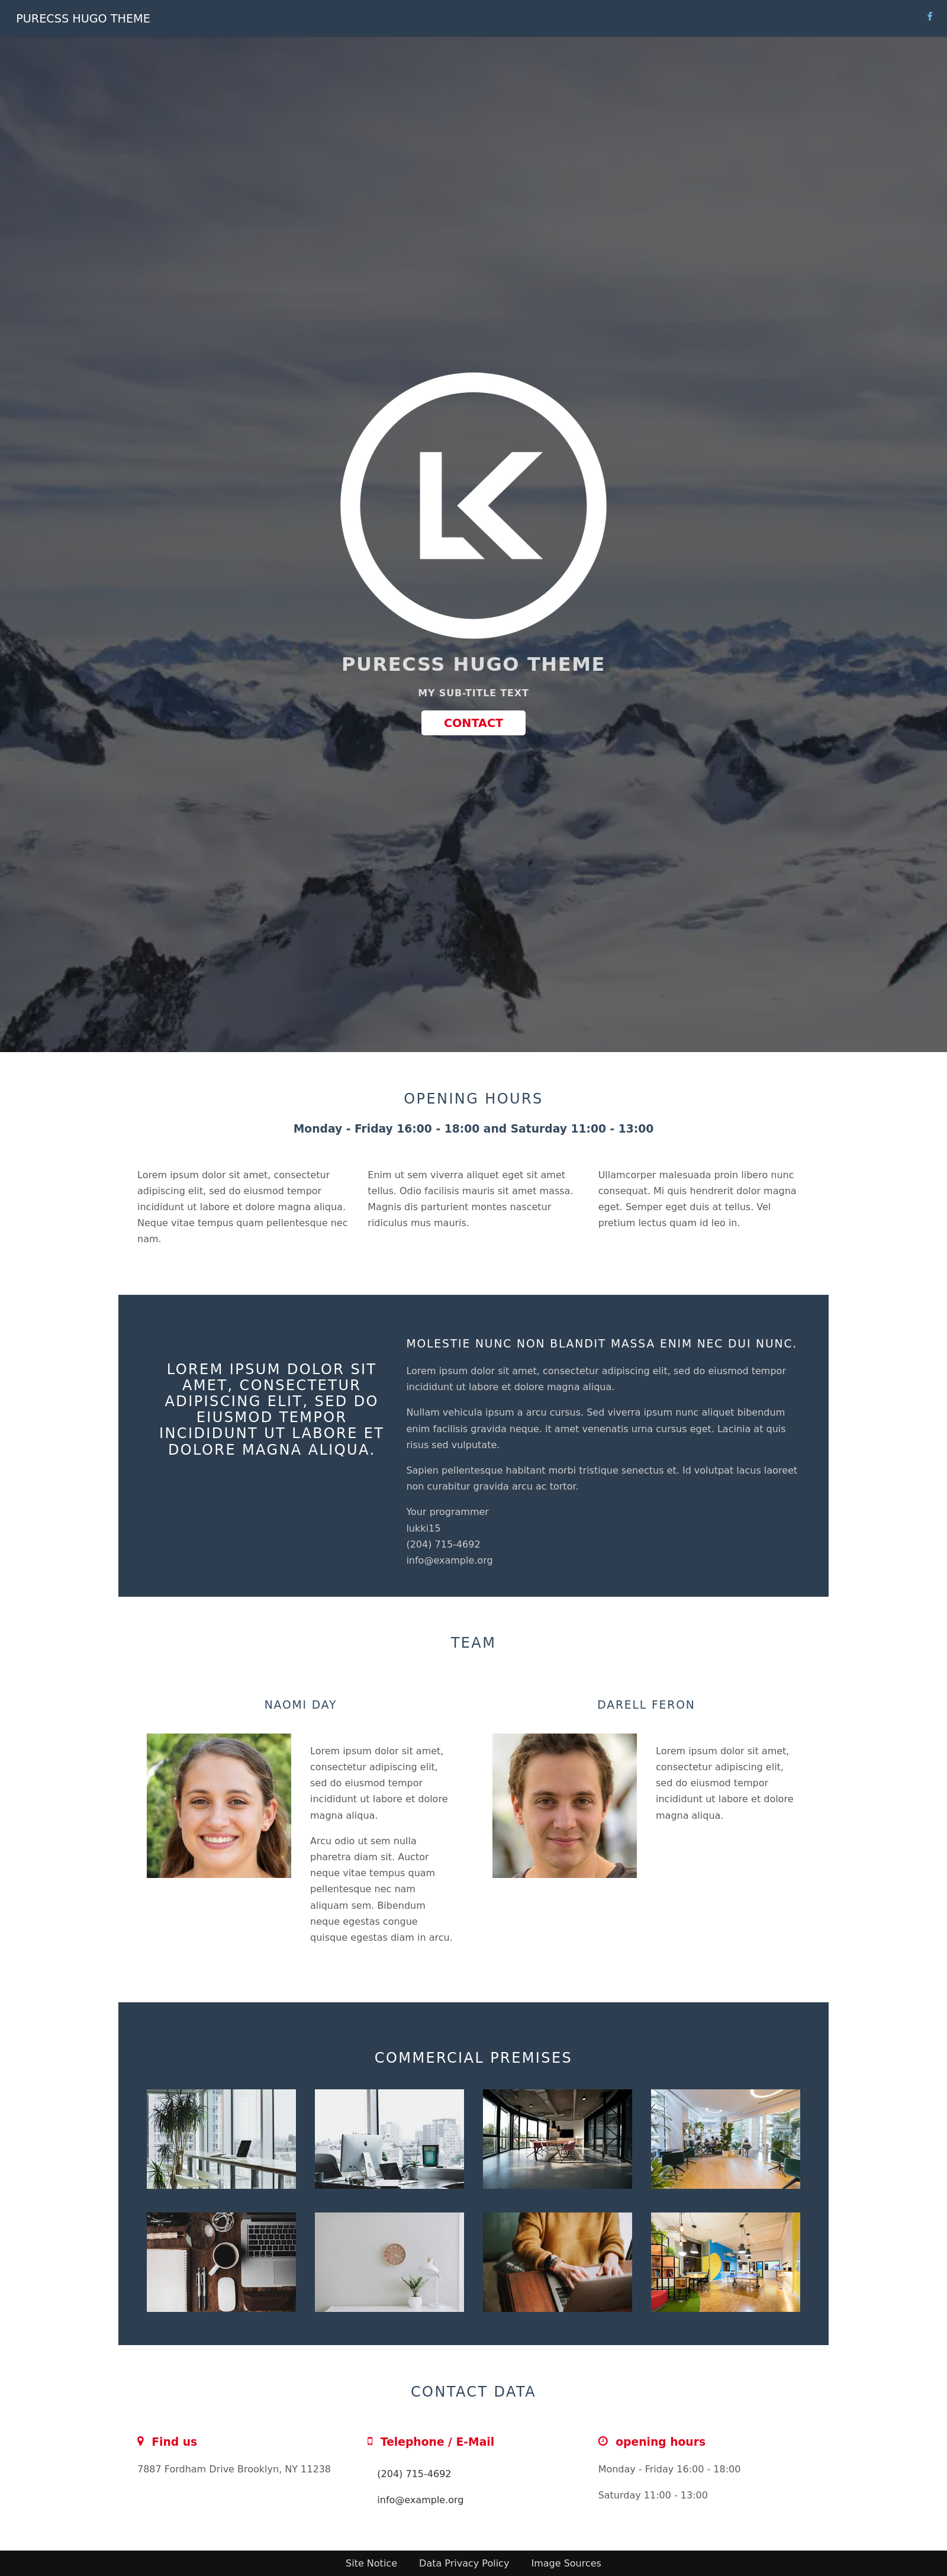 PURECSS HUGO THEME
LK
PURECSS HUGO THEME
MY SUB-TITLE TEXT
CONTACT
OPENING HOURS
Monday - Friday 16:00 - 18:00 and Saturday 11:00 - 13:00
Lorem ipsum dolor sit amet, consectetur
adipiscing elit, sed do eiusmod tempor
incididunt ut labore et dolore magna aliqua.
Neque vitae tempus quam pellentesque nec
nam.
Enim ut sem viverra aliquet eget sit amet
tellus. Odio facilisis mauris sit amet massa.
Magnis dis parturient montes nascetur
ridiculus mus mauris.
Ullamcorper malesuada proin libero nunc
consequat. Mi quis hendrerit dolor magna
eget. Semper eget duis at tellus. Vel
pretium lectus quam id leo in.
LOREM IPSUM DOLOR SIT
AMET, CONSECTETUR
ADIPISCING ELIT, SED DO
EIUSMOD TEMPOR
INCIDIDUNT UT LABORE ET
DOLORE MAGNA ALIQUA.
MOLESTIE NUNC NON BLANDIT MASSA ENIM NEC DUI NUNC.
Lorem ipsum dolor sit amet, consectetur adipiscing elit, sed do eiusmod tempor
incididunt ut labore et dolore magna aliqua.
Nullam vehicula ipsum a arcu cursus. Sed viverra ipsum nunc aliquet bibendum
enim facilisis gravida neque. it amet venenatis urna cursus eget. Lacinia at quis
risus sed vulputate.
Sapien pellentesque habitant morbi tristique senectus et. Id volutpat lacus laoreet
non curabitur gravida arcu ac tortor.
Your programmer
lukki15
(204) 715-4692
info@example.org
TEAM
NAOMI DAY
Lorem ipsum dolor sit amet,
consectetur adipiscing elit,
sed do eiusmod tempor
incididunt ut labore et dolore
magna aliqua.
Arcu odio ut sem nulla
pharetra diam sit. Auctor
neque vitae tempus quam
pellentesque nec nam
aliquam sem. Bibendum
neque egestas congue
quisque egestas diam in arcu.
DARELL FERON
Lorem ipsum dolor sit amet,
consectetur adipiscing elit,
sed do eiusmod tempor
incididunt ut labore et dolore
magna aliqua.
COMMERCIAL PREMISES
CONTACT DATA
Find us
7887 Fordham Drive Brooklyn, NY 11238
Telephone / E-Mail
(204) 715-4692
info@example.org
opening hours
Monday - Friday 16:00 - 18:00
Saturday 11:00 - 13:00
Site Notice Data Privacy Policy Image Sources